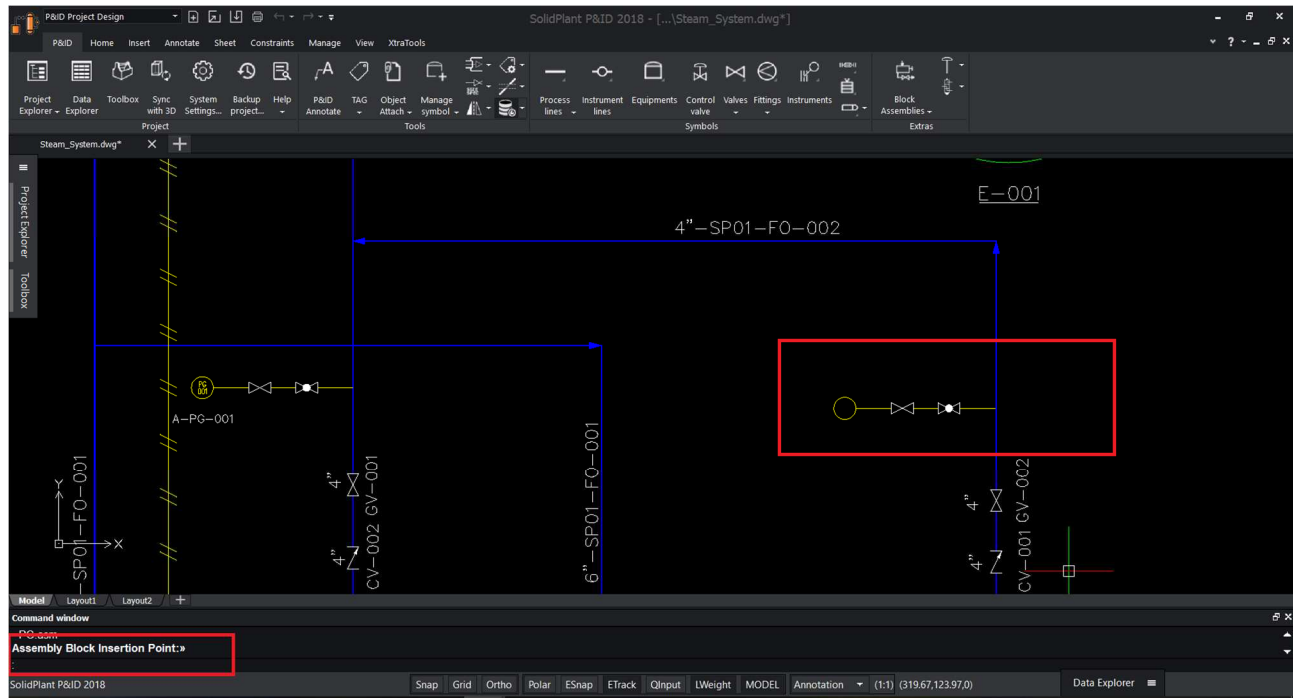 P&ID Project Design
SolidPlant P&ID 2018 - [...\Steam_System.dwg*]
P&ID Home Insert Annotate Sheet Constraints Manage View XtraTools
Project Explorer
Data Explorer
Toolbox
Sync with 3D
System Settings...
Backup project...
Help
P&ID Annotate
TAG
Object Attach
Manage symbol
Process lines
Instrument lines
Equipments
Control valve
Valves
Fittings
Instruments
Block Assemblies
Project
Tools
Symbols
Extras
Steam_System.dwg*
Project Explorer
Toolbox
E-001
4"-SP01-FO-002
PG
001
A-PG-001
-SP01-FO-001
4"
GV-001
4"
CV-002
6"-SP01-FO-001
4"
GV-002
4"
CV-001
Y
X
Model Layout1 Layout2
Command window
PG.asm
Assembly Block Insertion Point:»
:
SolidPlant P&ID 2018
Snap Grid Ortho Polar ESnap ETrack QInput LWeight MODEL Annotation (1:1) (319.67,123.97,0)
Data Explorer